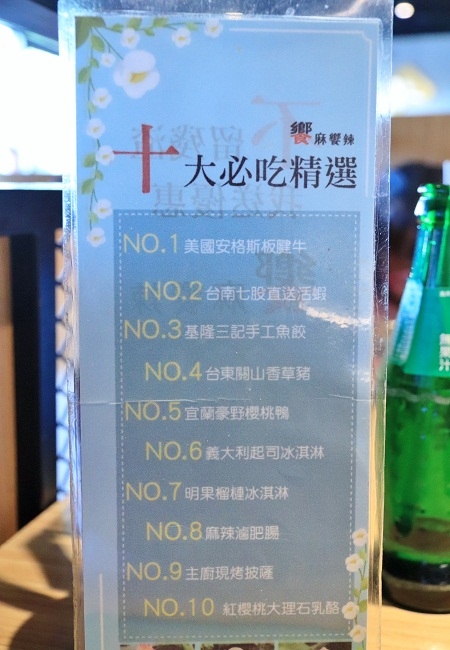 饗麻饗辣
十大必吃精選
NO.1 美國安格斯板腱牛
NO.2 台南七股直送活蝦
NO.3 基隆三記手工魚餃
NO.4 台東關山香草豬
NO.5 宜蘭豪野櫻桃鴨
NO.6 義大利起司冰淇淋
NO.7 明果榴槤冰淇淋
NO.8 麻辣滷肥腸
NO.9 主廚現烤披薩
NO.10 紅櫻桃大理石乳酪